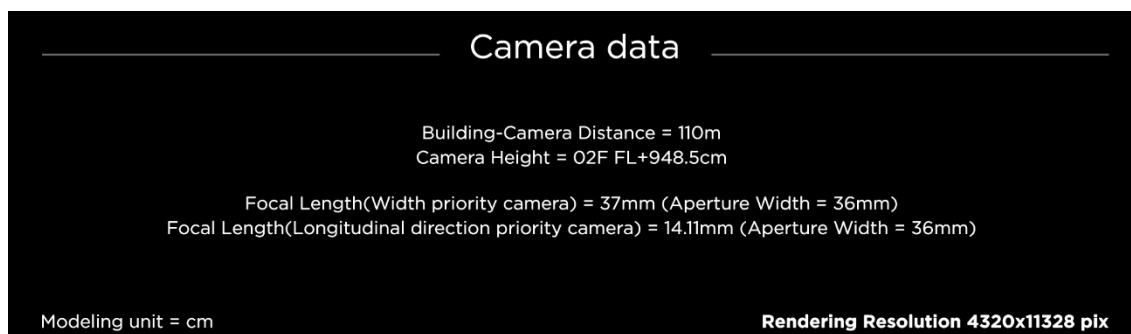 Camera data
Building-Camera Distance = 110m
Camera Height = 02F FL+948.5cm
Focal Length(Width priority camera) = 37mm (Aperture Width = 36mm)
Focal Length(Longitudinal direction priority camera) = 14.11mm (Aperture Width = 36mm)
Modeling unit = cm
Rendering Resolution 4320x11328 pix